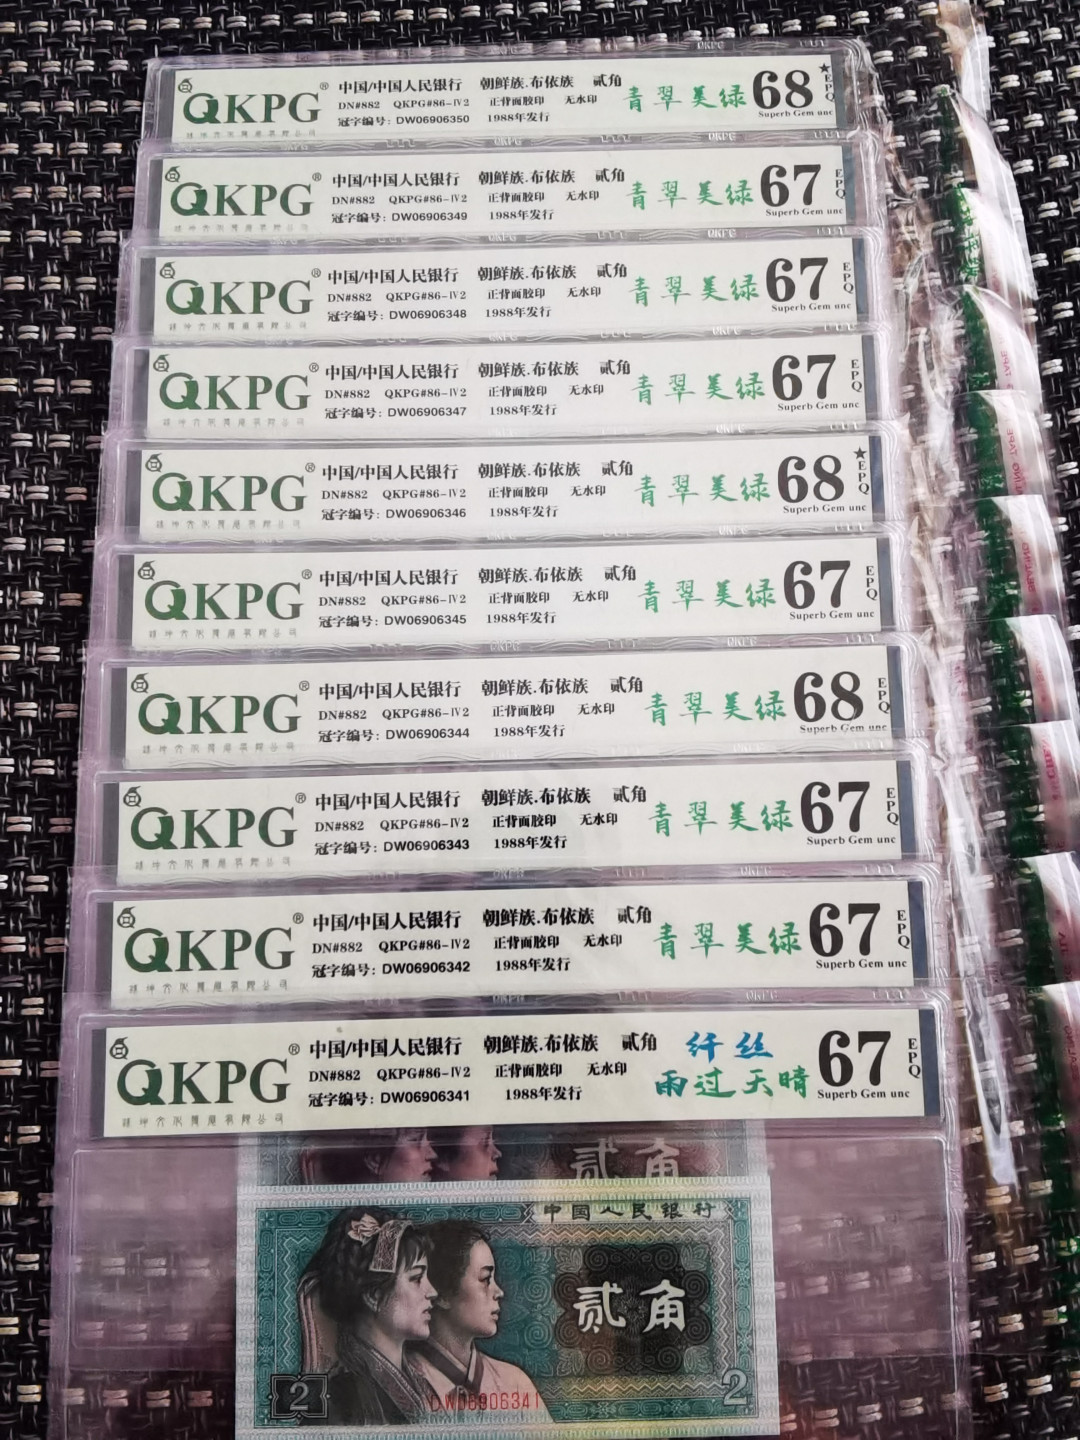 QKPG® 中国/中国人民银行 朝鲜族.布依族 贰角 青翠美绿 68 ★EPQ
DN#882 QKPG#86-IV2 正背面胶印 无水印 Superb Gem unc
冠字编号: DW06906350 1988年发行
QKPG® 中国/中国人民银行 朝鲜族.布依族 贰角 青翠美绿 67 EPQ
DN#882 QKPG#86-IV2 正背面胶印 无水印 Superb Gem unc
冠字编号: DW06906349 1988年发行
QKPG® 中国/中国人民银行 朝鲜族.布依族 贰角 青翠美绿 67 EPQ
DN#882 QKPG#86-IV2 正背面胶印 无水印 Superb Gem unc
冠字编号: DW06906348 1988年发行
QKPG® 中国/中国人民银行 朝鲜族.布依族 贰角 青翠美绿 67 EPQ
DN#882 QKPG#86-IV2 正背面胶印 无水印 Superb Gem unc
冠字编号: DW06906347 1988年发行
QKPG® 中国/中国人民银行 朝鲜族.布依族 贰角 青翠美绿 68 ★EPQ
DN#882 QKPG#86-IV2 正背面胶印 无水印 Superb Gem unc
冠字编号: DW06906346 1988年发行
QKPG® 中国/中国人民银行 朝鲜族.布依族 贰角 青翠美绿 67 EPQ
DN#882 QKPG#86-IV2 正背面胶印 无水印 Superb Gem unc
冠字编号: DW06906345 1988年发行
QKPG® 中国/中国人民银行 朝鲜族.布依族 贰角 青翠美绿 68 EPQ
DN#882 QKPG#86-IV2 正背面胶印 无水印 Superb Gem unc
冠字编号: DW06906344 1988年发行
QKPG® 中国/中国人民银行 朝鲜族.布依族 贰角 青翠美绿 67 EPQ
DN#882 QKPG#86-IV2 正背面胶印 无水印 Superb Gem unc
冠字编号: DW06906343 1988年发行
QKPG® 中国/中国人民银行 朝鲜族.布依族 贰角 青翠美绿 67 EPQ
DN#882 QKPG#86-IV2 正背面胶印 无水印 Superb Gem unc
冠字编号: DW06906342 1988年发行
QKPG® 中国/中国人民银行 朝鲜族.布依族 贰角 纤丝 67 EPQ
DN#882 QKPG#86-IV2 正背面胶印 无水印 雨过天晴 Superb Gem unc
冠字编号: DW06906341 1988年发行
贰角
中国人民银行
贰角
2 DW06906341 2